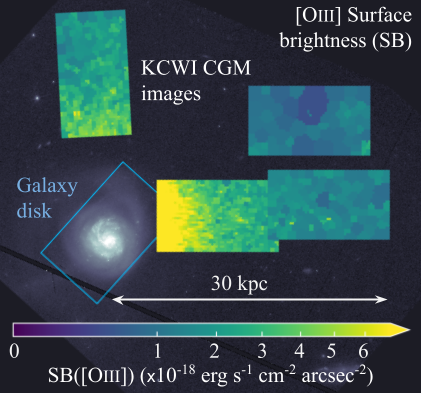 [OIII] Surface
brightness (SB)
KCWI CGM
images
Galaxy
disk
30 kpc
0 1 2 3 4 5 6
SB([OIII]) (x10⁻¹⁸ erg s⁻¹ cm⁻² arcsec⁻²)